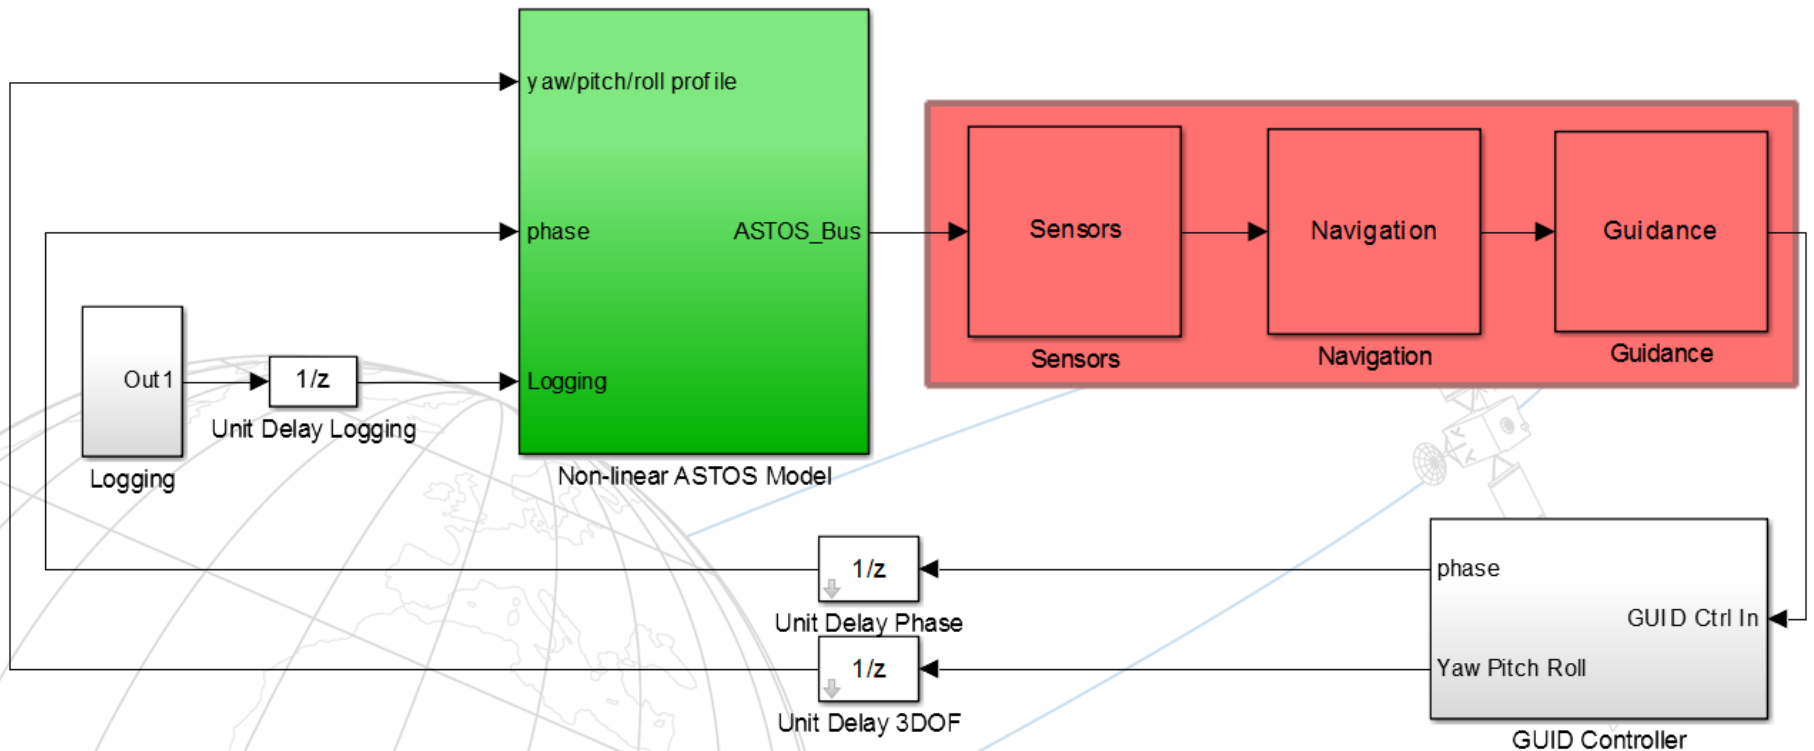 yaw/pitch/roll profile
phase
ASTOS_Bus
Logging
Non-linear ASTOS Model
Out1
Logging
1/z
Unit Delay Logging
Sensors
Sensors
Navigation
Navigation
Guidance
Guidance
1/z
Unit Delay Phase
1/z
Unit Delay 3DOF
phase
GUID Ctrl In
Yaw Pitch Roll
GUID Controller